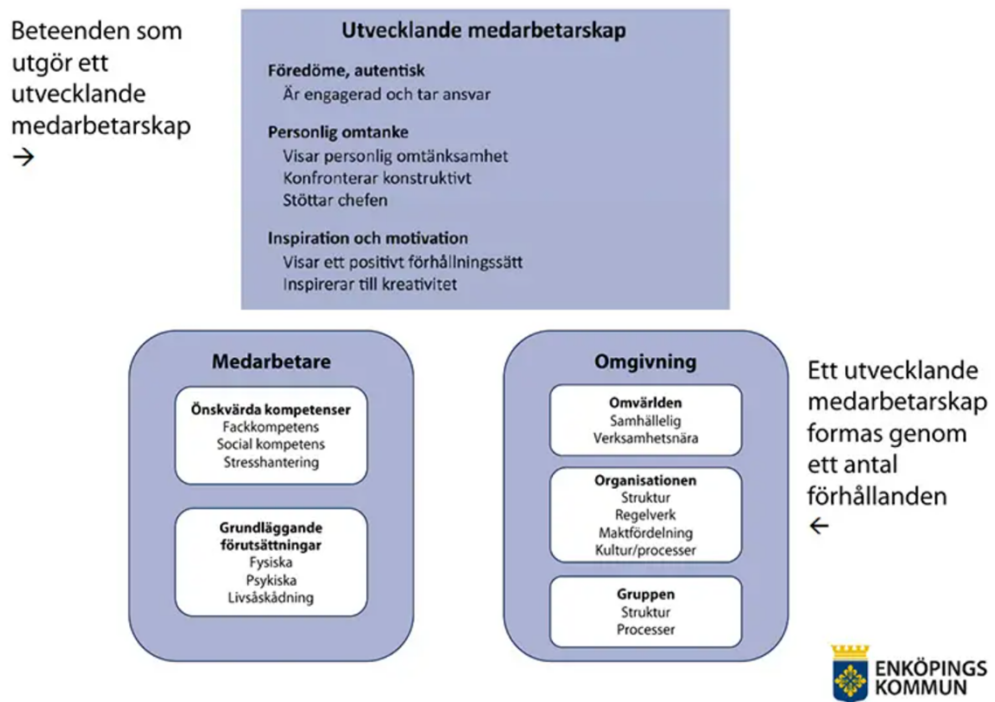 Beteenden som
utgör ett
utvecklande
medarbetarskap
→
Utvecklande medarbetarskap
Föredöme, autentisk
Är engagerad och tar ansvar
Personlig omtanke
Visar personlig omtänksamhet
Konfronterar konstruktivt
Stöttar chefen
Inspiration och motivation
Visar ett positivt förhållningssätt
Inspirerar till kreativitet
Medarbetare
Önskvärda kompetenser
Fackkompetens
Social kompetens
Stresshantering
Grundläggande
förutsättningar
Fysiska
Psykiska
Livsåskådning
Omgivning
Omvärlden
Samhällelig
Verksamhetsnära
Organisationen
Struktur
Regelverk
Maktfördelning
Kultur/processer
Gruppen
Struktur
Processer
Ett utvecklande
medarbetarskap
formas genom
ett antal
förhållanden
←
ENKÖPINGS
KOMMUN